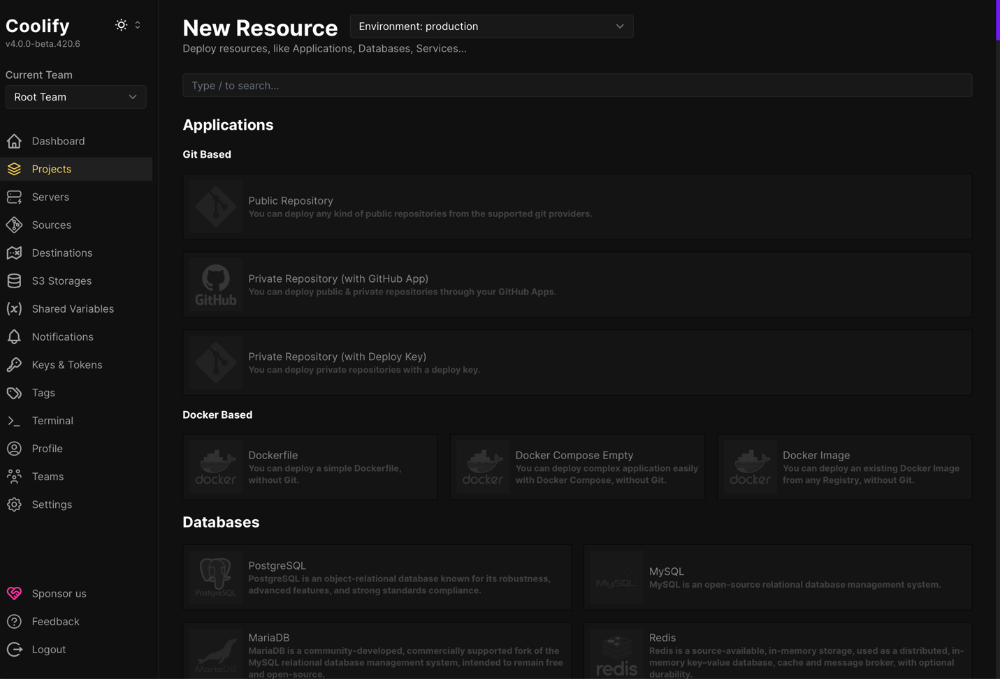 Coolify
v4.0.0-beta.420.6
Current Team
Root Team
Dashboard
Projects
Servers
Sources
Destinations
S3 Storages
Shared Variables
Notifications
Keys & Tokens
Tags
Terminal
Profile
Teams
Settings
Sponsor us
Feedback
Logout
New Resource
Environment: production
Deploy resources, like Applications, Databases, Services...
Type / to search...
Applications
Git Based
Public Repository
You can deploy any kind of public repositories from the supported git providers.
GitHub
Private Repository (with GitHub App)
You can deploy public & private repositories through your GitHub Apps.
Private Repository (with Deploy Key)
You can deploy private repositories with a deploy key.
Docker Based
docker
Dockerfile
You can deploy a simple Dockerfile,
without Git.
docker
Docker Compose Empty
You can deploy complex application easily
with Docker Compose, without Git.
docker
Docker Image
You can deploy an existing Docker Image
from any Registry, without Git.
Databases
PostgreSQL
PostgreSQL
PostgreSQL is an object-relational database known for its robustness,
advanced features, and strong standards compliance.
MySQL
MySQL
MySQL is an open-source relational database management system.
MariaDB
MariaDB
MariaDB is a community-developed, commercially supported fork of the
MySQL relational database management system, intended to remain free
and open-source.
redis
Redis
Redis is a source-available, in-memory storage, used as a distributed, in-
memory key–value database, cache and message broker, with optional
durability.